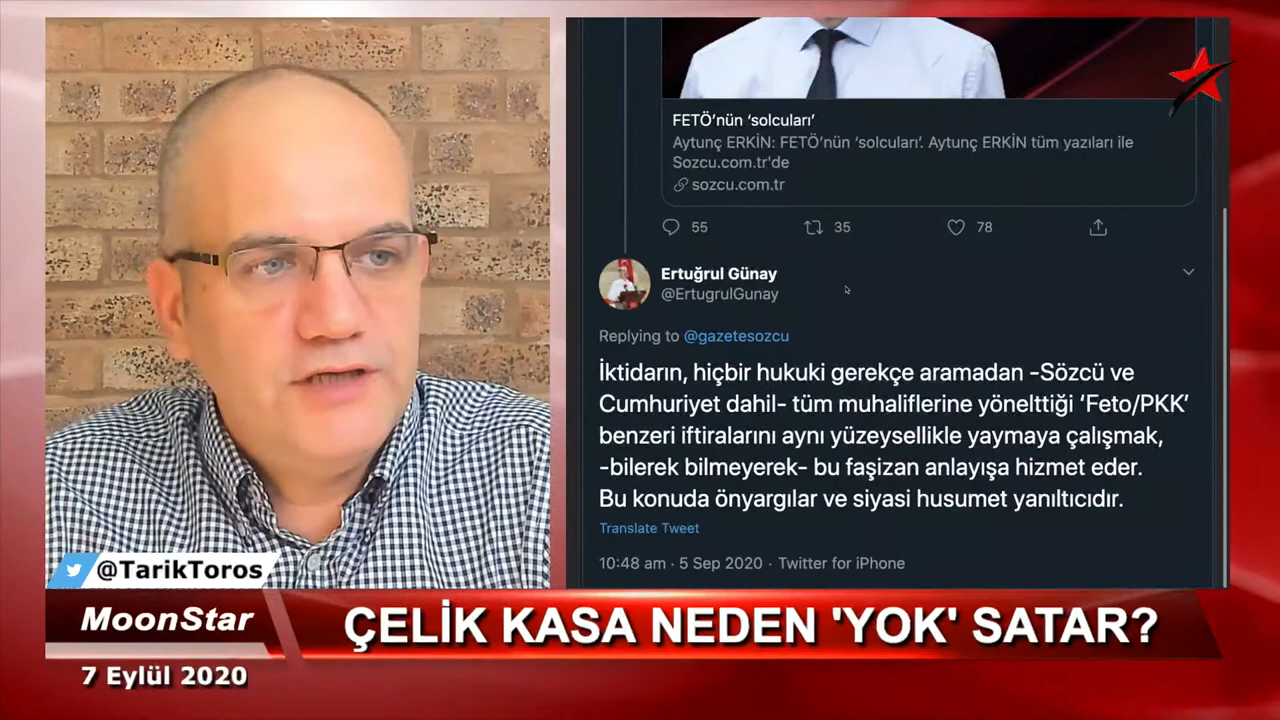 FETÖ'nün 'solcuları'
Aytunç ERKİN: FETÖ'nün 'solcuları'. Aytunç ERKİN tüm yazıları ile
Sozcu.com.tr'de
sozcu.com.tr
55
35
78
Ertuğrul Günay
@ErtugrulGunay
Replying to @gazetesozcu
İktidarın, hiçbir hukuki gerekçe aramadan -Sözcü ve
Cumhuriyet dahil- tüm muhaliflerine yönelttiği 'Feto/PKK'
benzeri iftiralarını aynı yüzeysellikle yaymaya çalışmak,
-bilerek bilmeyerek- bu faşizan anlayışa hizmet eder.
Bu konuda önyargılar ve siyasi husumet yanıltıcıdır.
Translate Tweet
10:48 am · 5 Sep 2020 · Twitter for iPhone
@TarikToros
MoonStar
ÇELİK KASA NEDEN 'YOK' SATAR?
7 Eylül 2020